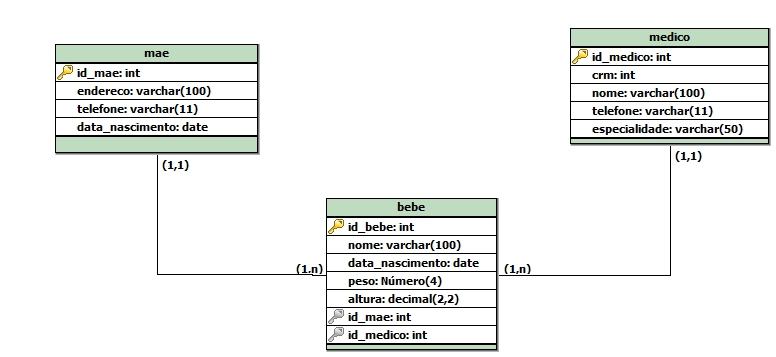 mae
id_mae: int
endereco: varchar(100)
telefone: varchar(11)
data_nascimento: date
(1,1)
medico
id_medico: int
crm: int
nome: varchar(100)
telefone: varchar(11)
especialidade: varchar(50)
(1,1)
bebe
id_bebe: int
nome: varchar(100)
data_nascimento: date
peso: Número(4)
altura: decimal(2,2)
id_mae: int
id_medico: int
(1,n)
(1,n)